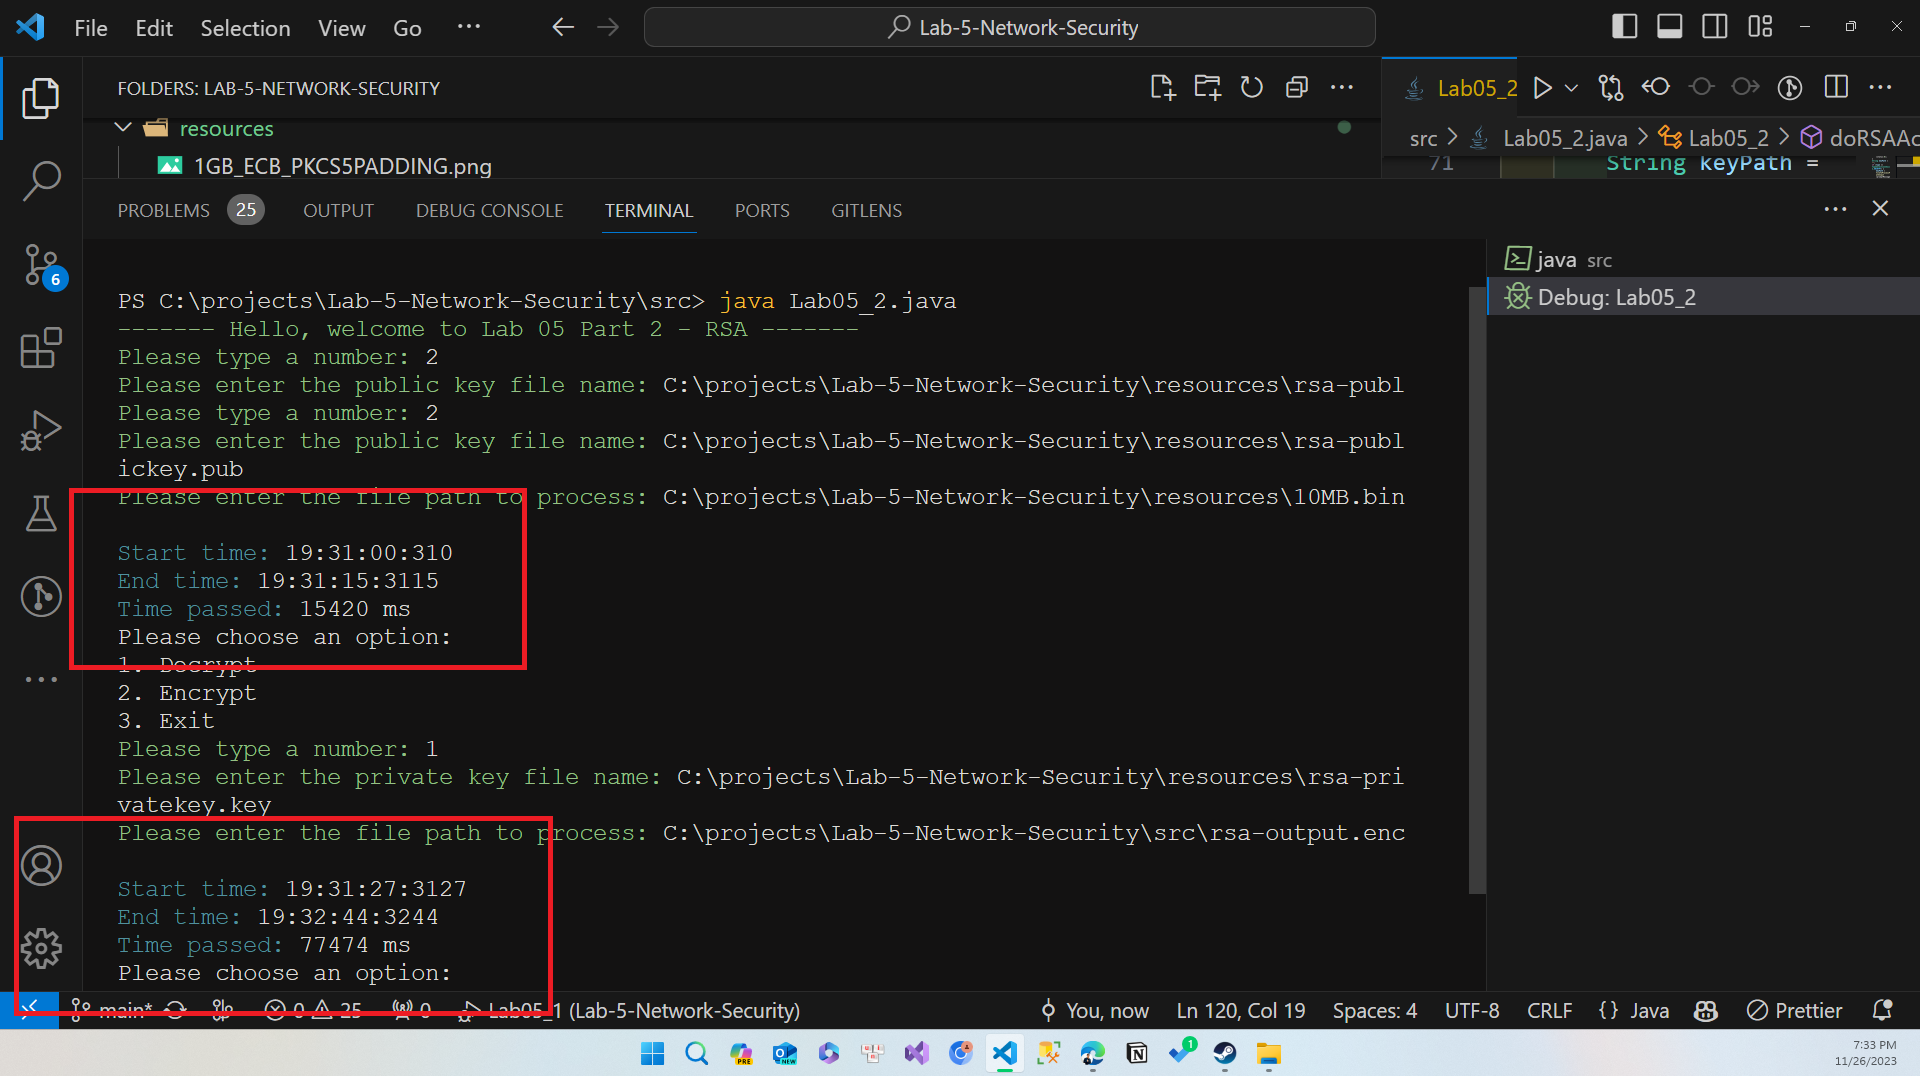 File Edit Selection View Go ··· Lab-5-Network-Security
FOLDERS: LAB-5-NETWORK-SECURITY
resources
1GB_ECB_PKCS5PADDING.png
Lab05_2
src > Lab05_2.java > Lab05_2 > doRSAAc
71 String keyPath =
PROBLEMS 25 OUTPUT DEBUG CONSOLE TERMINAL PORTS GITLENS
6
java src
Debug: Lab05_2
PS C:\projects\Lab-5-Network-Security\src> java Lab05_2.java
------- Hello, welcome to Lab 05 Part 2 - RSA -------
Please type a number: 2
Please enter the public key file name: C:\projects\Lab-5-Network-Security\resources\rsa-publ
Please type a number: 2
Please enter the public key file name: C:\projects\Lab-5-Network-Security\resources\rsa-publ
ickey.pub
Please enter the file path to process: C:\projects\Lab-5-Network-Security\resources\10MB.bin
Start time: 19:31:00:310
End time: 19:31:15:3115
Time passed: 15420 ms
Please choose an option:
1. Decrypt
2. Encrypt
3. Exit
Please type a number: 1
Please enter the private key file name: C:\projects\Lab-5-Network-Security\resources\rsa-pri
vatekey.key
Please enter the file path to process: C:\projects\Lab-5-Network-Security\src\rsa-output.enc
Start time: 19:31:27:3127
End time: 19:32:44:3244
Time passed: 77474 ms
Please choose an option:
main* 0 25 0 Lab05_1 (Lab-5-Network-Security) You, now Ln 120, Col 19 Spaces: 4 UTF-8 CRLF {} Java Prettier
PRE NEW 1
7:33 PM
11/26/2023